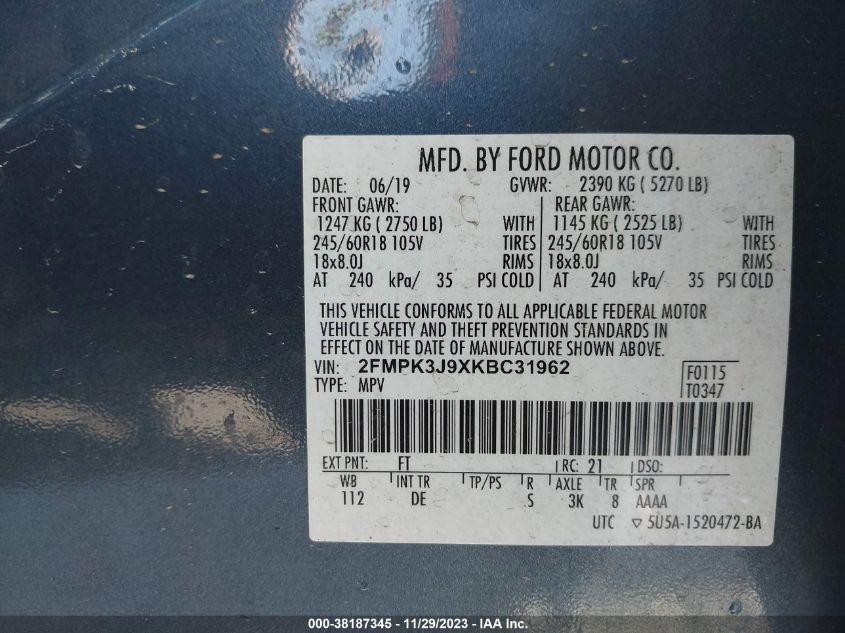 MFD. BY FORD MOTOR CO.
DATE: 06/19 GVWR: 2390 KG ( 5270 LB)
FRONT GAWR: REAR GAWR:
1247 KG ( 2750 LB) WITH 1145 KG ( 2525 LB) WITH
245/60R18 105V TIRES 245/60R18 105V TIRES
18x8.0J RIMS 18x8.0J RIMS
AT 240 kPa/ 35 PSI COLD AT 240 kPa/ 35 PSI COLD
THIS VEHICLE CONFORMS TO ALL APPLICABLE FEDERAL MOTOR
VEHICLE SAFETY AND THEFT PREVENTION STANDARDS IN
EFFECT ON THE DATE OF MANUFACTURE SHOWN ABOVE.
VIN: 2FMPK3J9XKBC31962 F0115
TYPE: MPV T0347
EXT PNT: FT RC: 21 DSO:
WB INT TR TP/PS R AXLE TR SPR
112 DE S 3K 8 AAAA
UTC ▽ 5U5A-1520472-BA
000-38187345 - 11/29/2023 - IAAI.COM